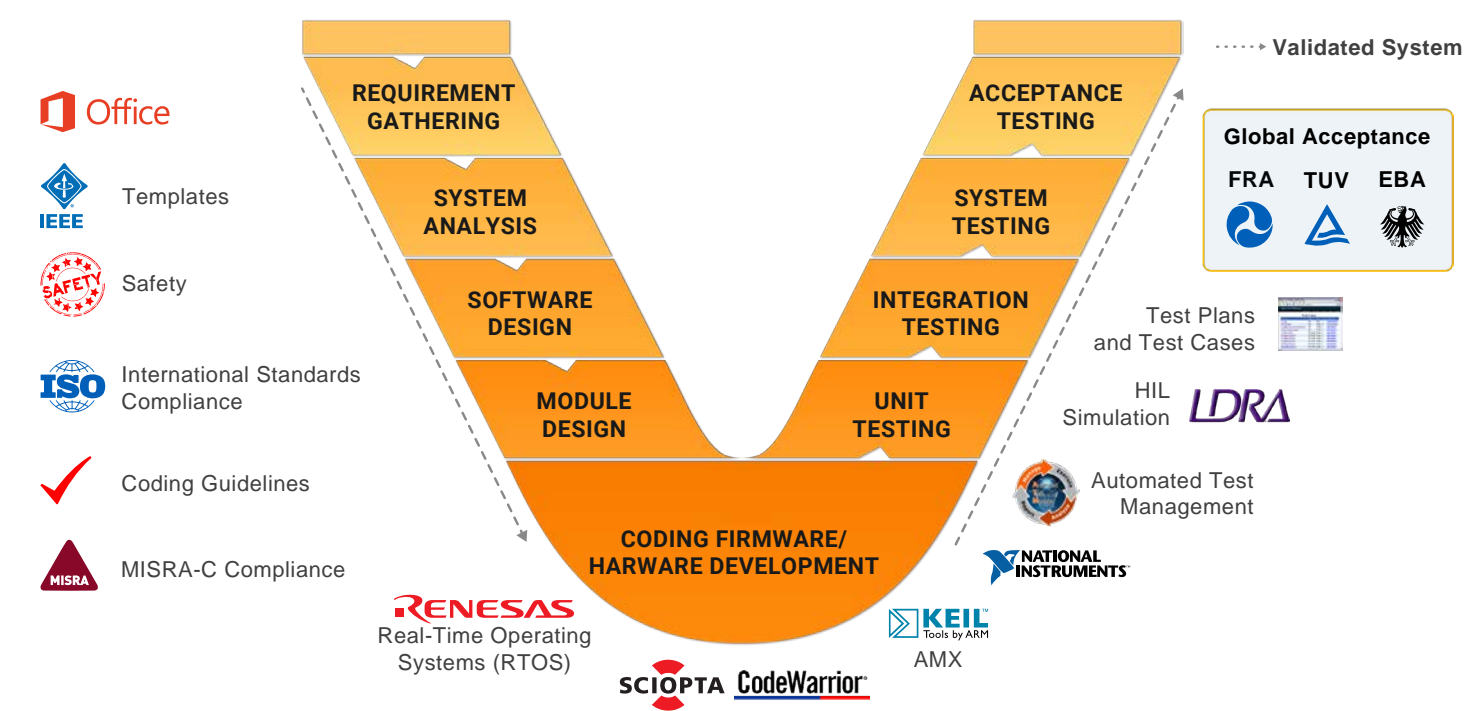 REQUIREMENT
GATHERING
SYSTEM
ANALYSIS
SOFTWARE
DESIGN
MODULE
DESIGN
CODING FIRMWARE/
HARWARE DEVELOPMENT
UNIT
TESTING
INTEGRATION
TESTING
SYSTEM
TESTING
ACCEPTANCE
TESTING
Office
IEEE
Templates
SAFETY
Safety
ISO
International Standards
Compliance
Coding Guidelines
MISRA
MISRA-C Compliance
RENESAS
Real-Time Operating
Systems (RTOS)
SCIOPTA
CodeWarrior
KEIL™
Tools by ARM
AMX
NATIONAL
INSTRUMENTS
Automated Test
Management
HIL
Simulation
LDRA
Test Plans
and Test Cases
Global Acceptance
FRA
TUV
EBA
Validated System